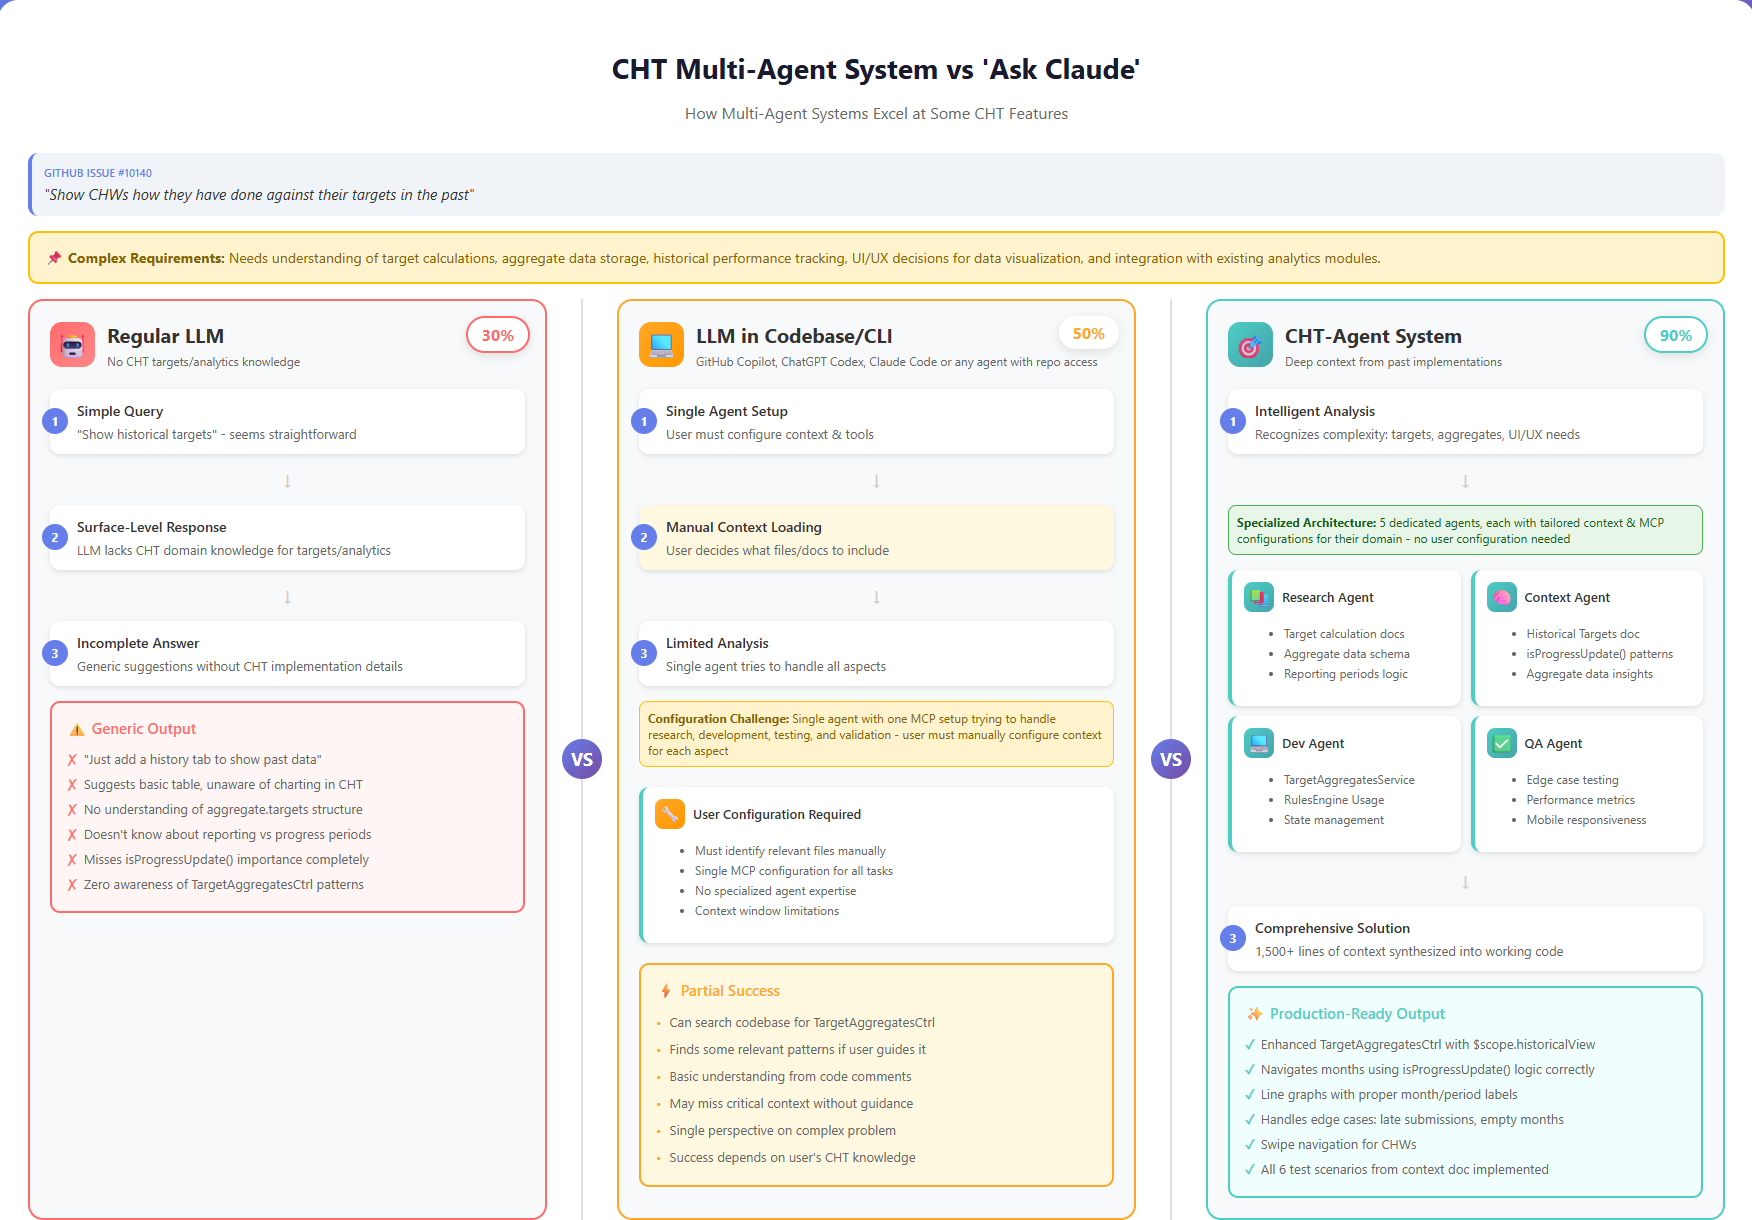 CHT Multi-Agent System vs 'Ask Claude'
How Multi-Agent Systems Excel at Some CHT Features
GITHUB ISSUE #10140
"Show CHWs how they have done against their targets in the past"
Complex Requirements: Needs understanding of target calculations, aggregate data storage, historical performance tracking, UI/UX decisions for data visualization, and integration with existing analytics modules.
Regular LLM
30%
No CHT targets/analytics knowledge
1
Simple Query
"Show historical targets" - seems straightforward
↓
2
Surface-Level Response
LLM lacks CHT domain knowledge for targets/analytics
↓
3
Incomplete Answer
Generic suggestions without CHT implementation details
⚠️ Generic Output
✗ "Just add a history tab to show past data"
✗ Suggests basic table, unaware of charting in CHT
✗ No understanding of aggregate.targets structure
✗ Doesn't know about reporting vs progress periods
✗ Misses isProgressUpdate() importance completely
✗ Zero awareness of TargetAggregatesCtrl patterns
VS
LLM in Codebase/CLI
50%
GitHub Copilot, ChatGPT Codex, Claude Code or any agent with repo access
1
Single Agent Setup
User must configure context & tools
↓
2
Manual Context Loading
User decides what files/docs to include
↓
3
Limited Analysis
Single agent tries to handle all aspects
Configuration Challenge: Single agent with one MCP setup trying to handle
research, development, testing, and validation - user must manually configure context
for each aspect
User Configuration Required
• Must identify relevant files manually
• Single MCP configuration for all tasks
• No specialized agent expertise
• Context window limitations
⚡ Partial Success
• Can search codebase for TargetAggregatesCtrl
• Finds some relevant patterns if user guides it
• Basic understanding from code comments
• May miss critical context without guidance
• Single perspective on complex problem
• Success depends on user's CHT knowledge
VS
CHT-Agent System
90%
Deep context from past implementations
1
Intelligent Analysis
Recognizes complexity: targets, aggregates, UI/UX needs
↓
Specialized Architecture: 5 dedicated agents, each with tailored context & MCP
configurations for their domain - no user configuration needed
Research Agent
• Target calculation docs
• Aggregate data schema
• Reporting periods logic
Context Agent
• Historical Targets doc
• isProgressUpdate() patterns
• Aggregate data insights
Dev Agent
• TargetAggregatesService
• RulesEngine Usage
• State management
QA Agent
• Edge case testing
• Performance metrics
• Mobile responsiveness
↓
3
Comprehensive Solution
1,500+ lines of context synthesized into working code
✨ Production-Ready Output
✓ Enhanced TargetAggregatesCtrl with $scope.historicalView
✓ Navigates months using isProgressUpdate() logic correctly
✓ Line graphs with proper month/period labels
✓ Handles edge cases: late submissions, empty months
✓ Swipe navigation for CHWs
✓ All 6 test scenarios from context doc implemented